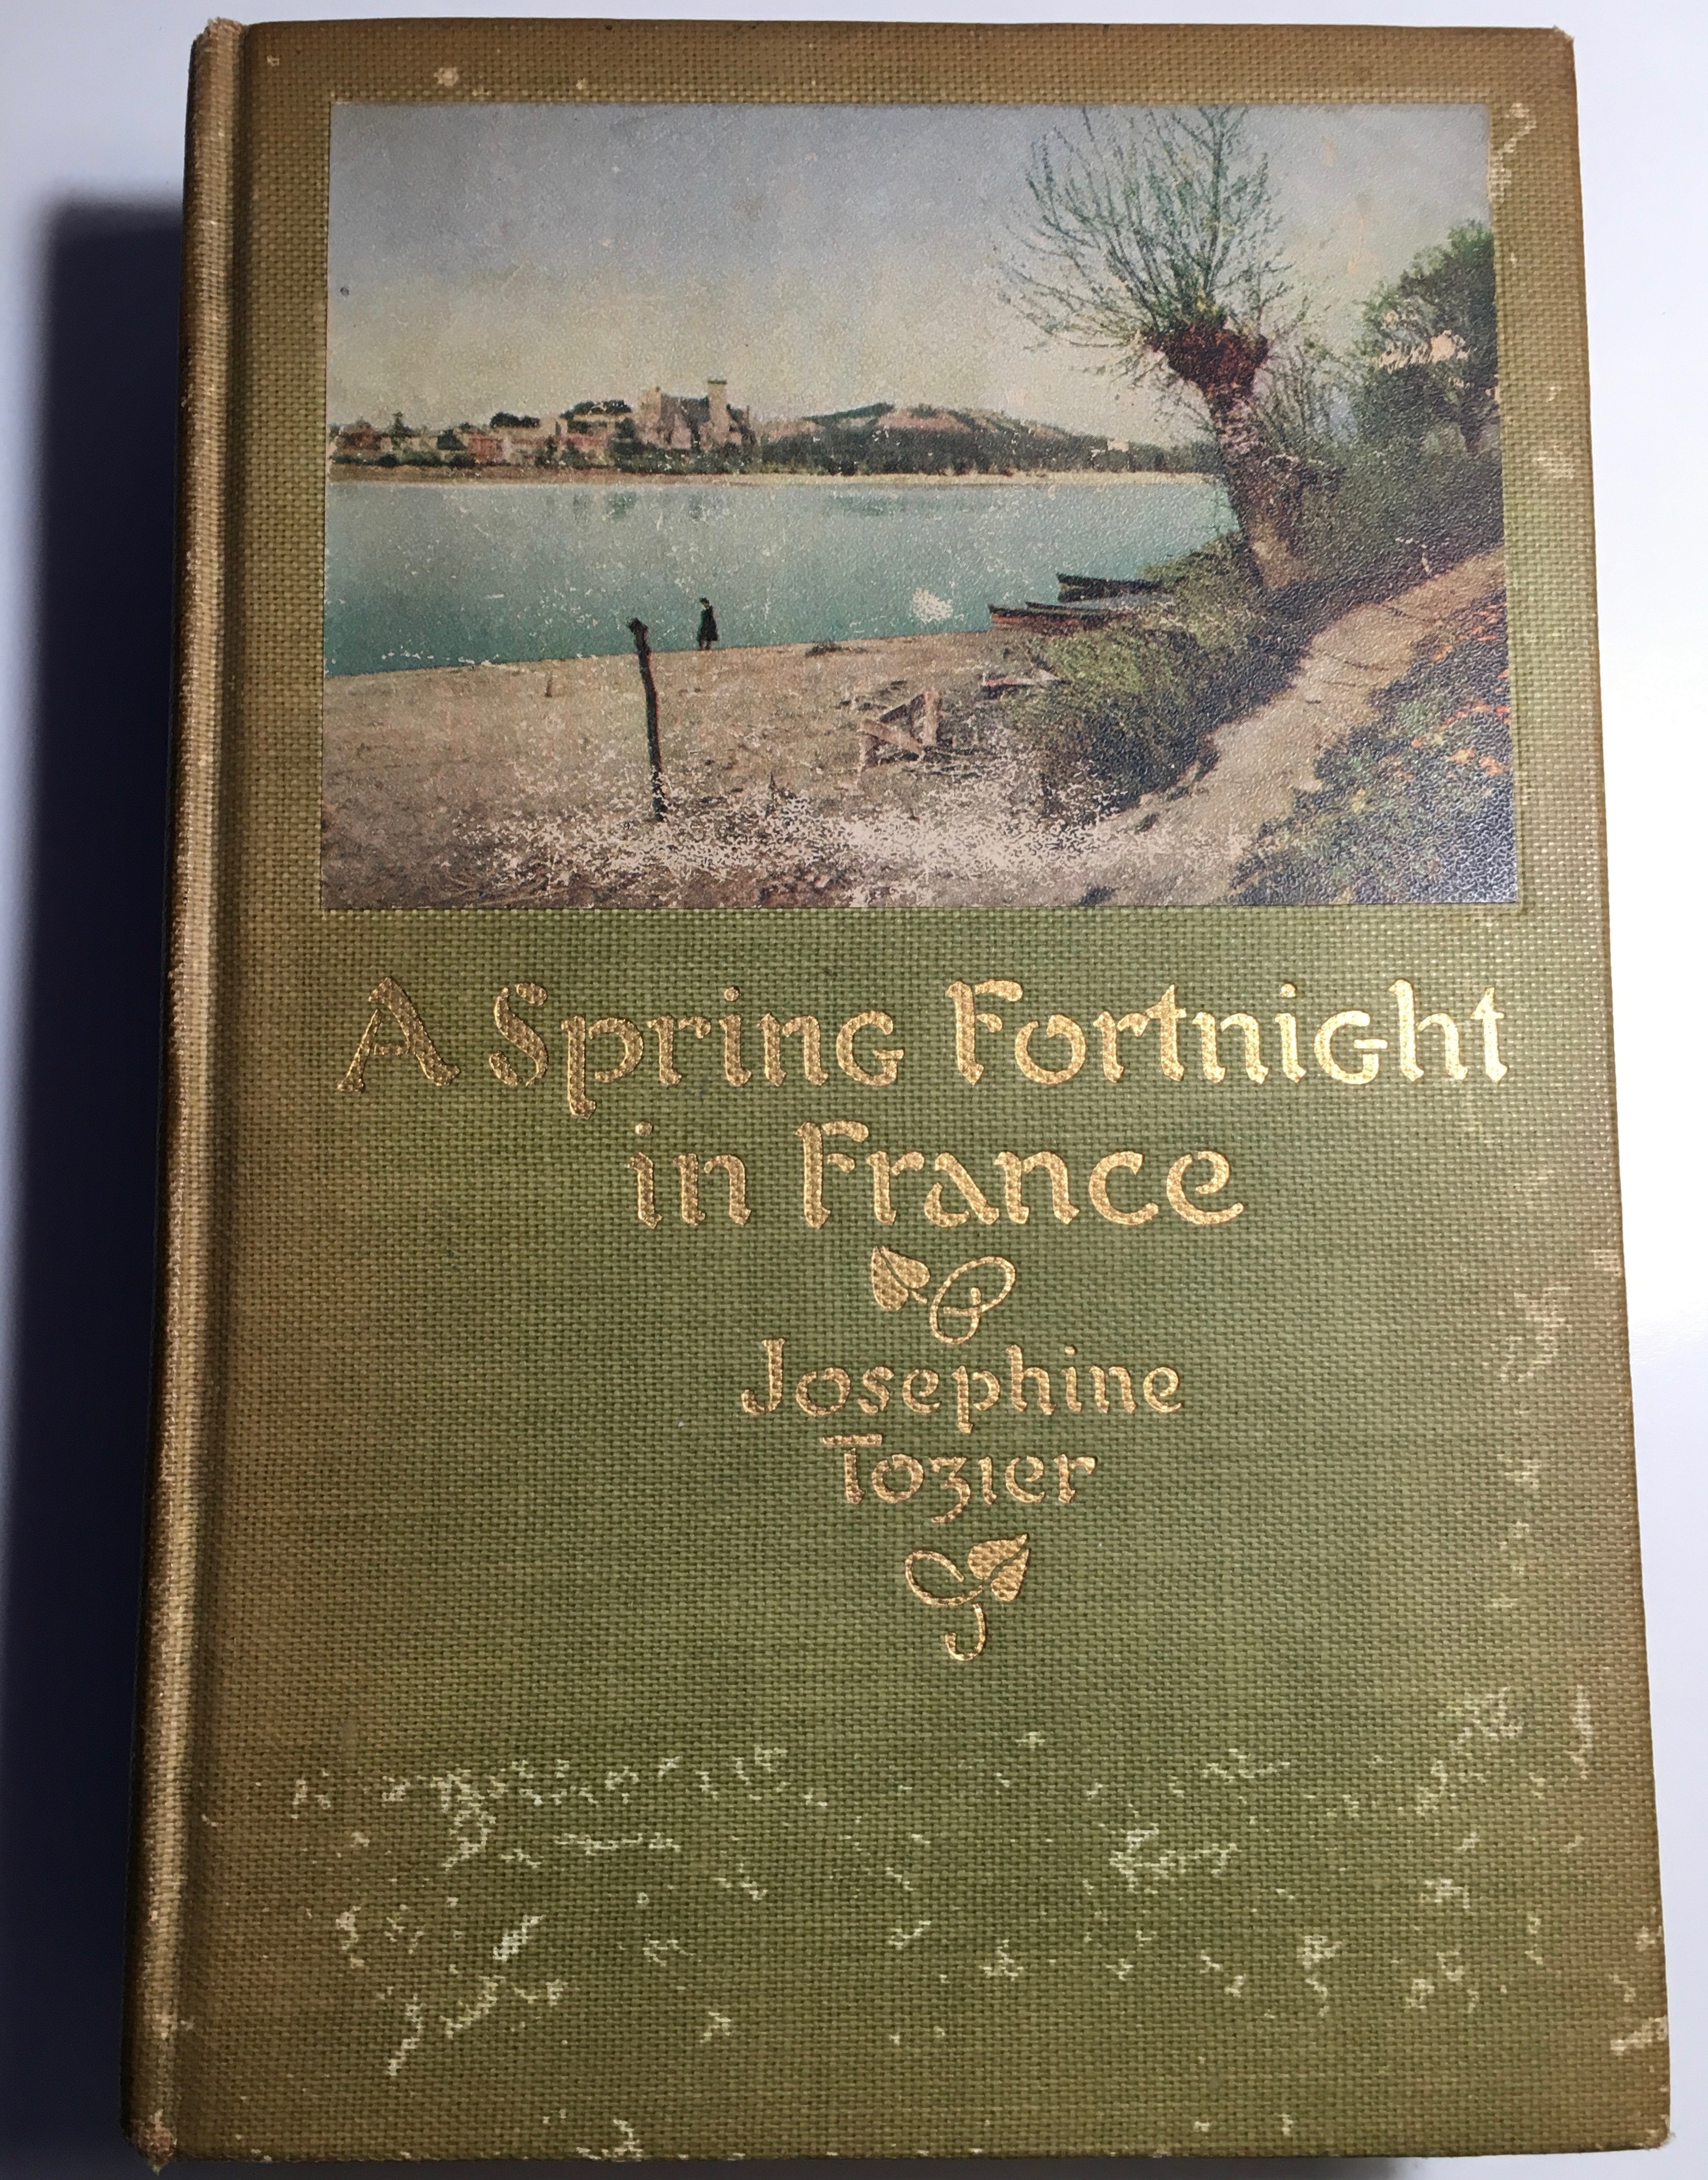 A Spring Fortnight
in France
Josephine
Tozier